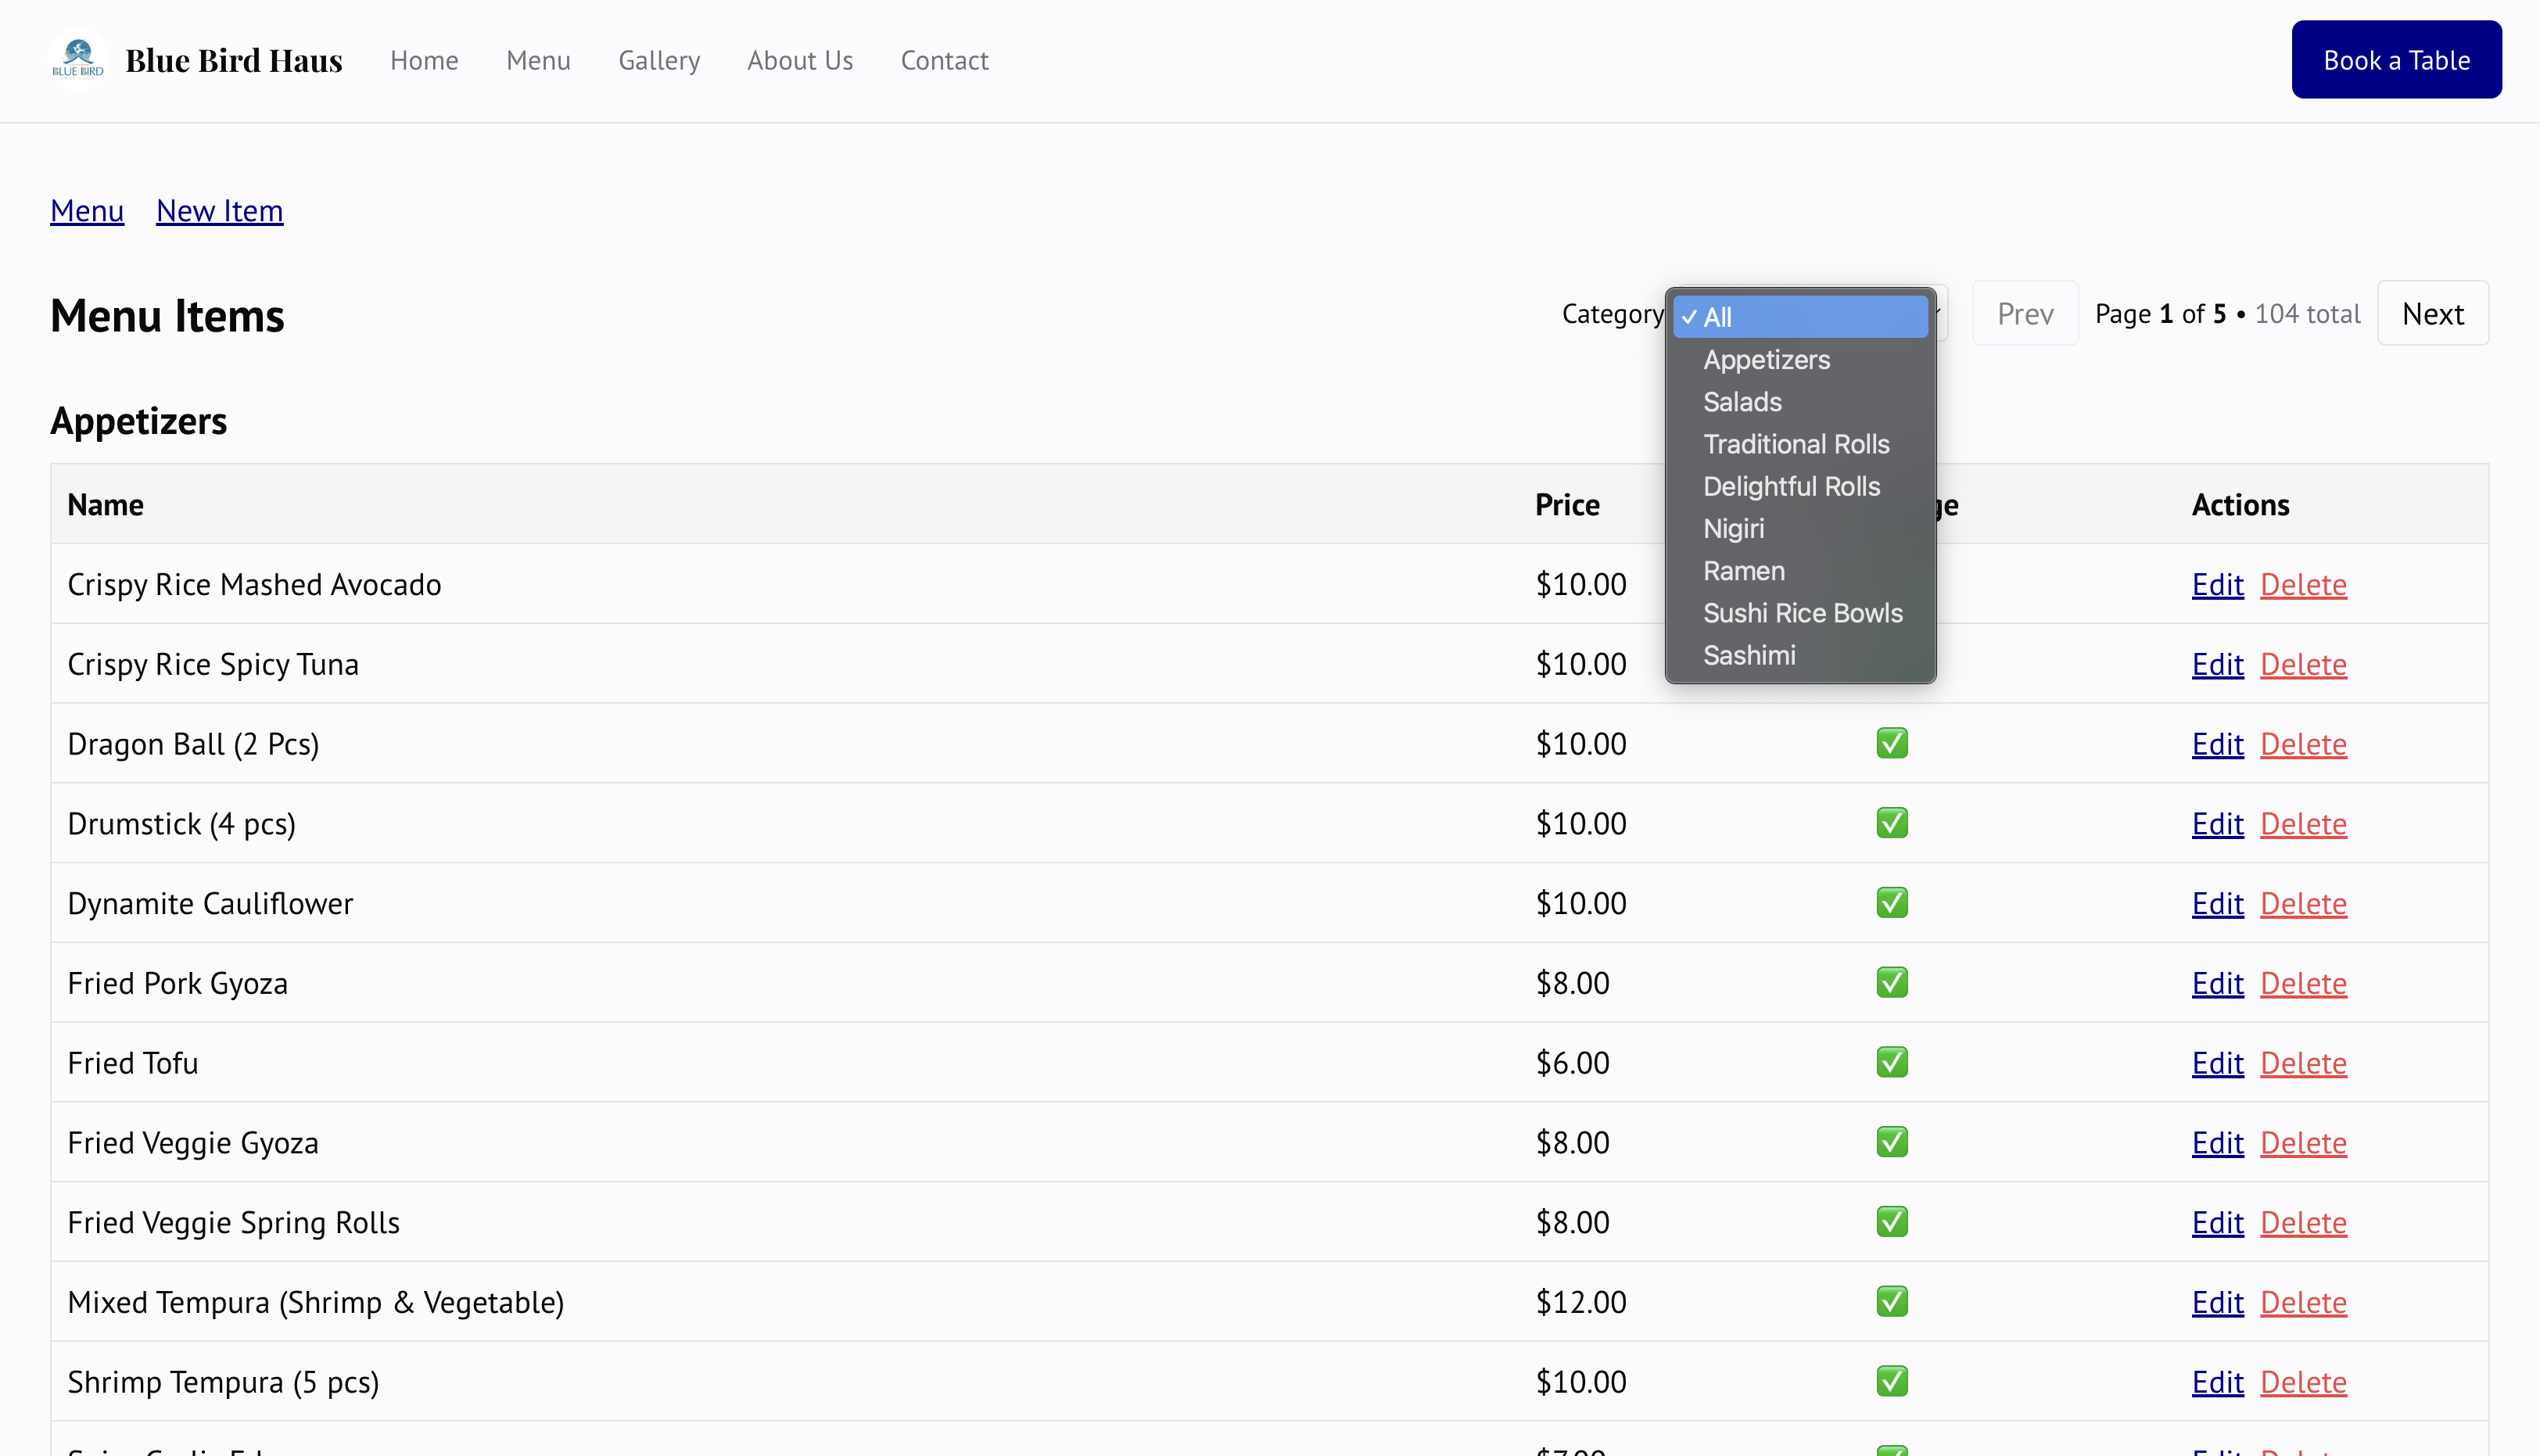 BLUE BIRD
Blue Bird Haus Home Menu Gallery About Us Contact Book a Table
Menu New Item
Menu Items Category Prev Page 1 of 5 • 104 total Next
✓ All
Appetizers
Salads
Traditional Rolls
Delightful Rolls
Nigiri
Ramen
Sushi Rice Bowls
Sashimi
Appetizers
Name Price Actions
Crispy Rice Mashed Avocado $10.00 Edit Delete
Crispy Rice Spicy Tuna $10.00 Edit Delete
Dragon Ball (2 Pcs) $10.00 ✅ Edit Delete
Drumstick (4 pcs) $10.00 ✅ Edit Delete
Dynamite Cauliflower $10.00 ✅ Edit Delete
Fried Pork Gyoza $8.00 ✅ Edit Delete
Fried Tofu $6.00 ✅ Edit Delete
Fried Veggie Gyoza $8.00 ✅ Edit Delete
Fried Veggie Spring Rolls $8.00 ✅ Edit Delete
Mixed Tempura (Shrimp & Vegetable) $12.00 ✅ Edit Delete
Shrimp Tempura (5 pcs) $10.00 ✅ Edit Delete